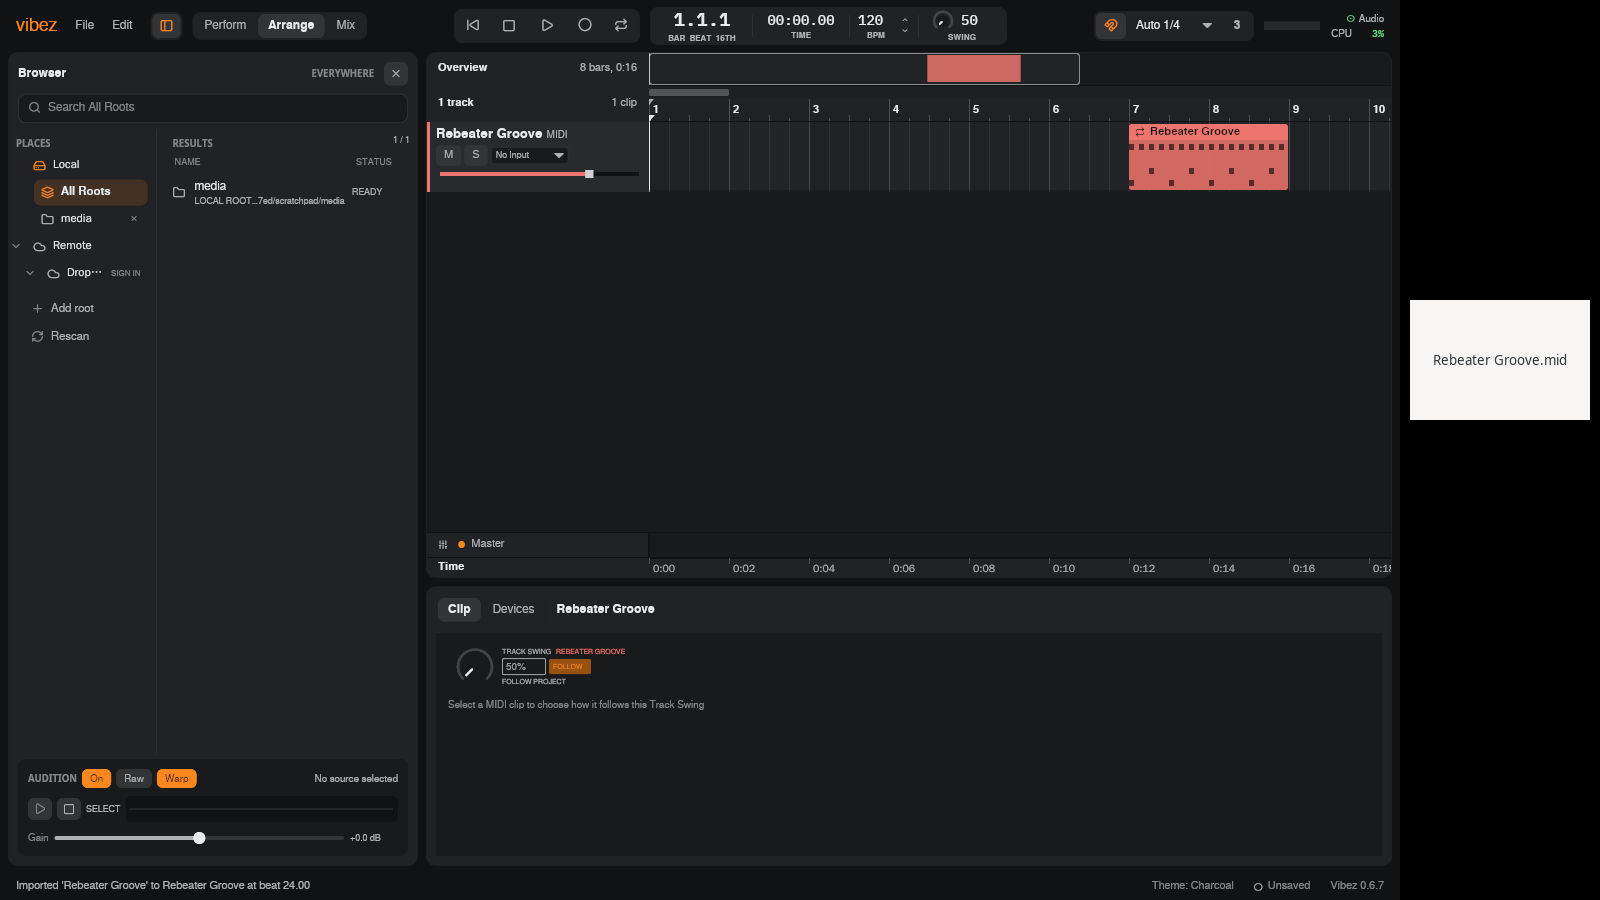 vibez File Edit Perform Arrange Mix
1.1.1 00:00.00 120 50
BAR BEAT 16TH TIME BPM SWING
Auto 1/4 3
Audio
CPU 3%
Browser EVERYWHERE
Search All Roots
PLACES
Local
All Roots
media
Remote
Drop··· SIGN IN
Add root
Rescan
RESULTS 1 / 1
NAME STATUS
media READY
LOCAL ROOT...7ed/scratchpad/media
AUDITION On Raw Warp No source selected
SELECT
Gain +0.0 dB
Overview 8 bars, 0:16
1 track 1 clip
1 2 3 4 5 6 7 8 9 10
Rebeater Groove MIDI
M S No Input
Rebeater Groove
Master
Time 0:00 0:02 0:04 0:06 0:08 0:10 0:12 0:14 0:16
Clip Devices Rebeater Groove
TRACK SWING REBEATER GROOVE
50% FOLLOW
FOLLOW PROJECT
Select a MIDI clip to choose how it follows this Track Swing
Rebeater Groove.mid
Imported 'Rebeater Groove' to Rebeater Groove at beat 24.00
Theme: Charcoal Unsaved Vibez 0.6.7